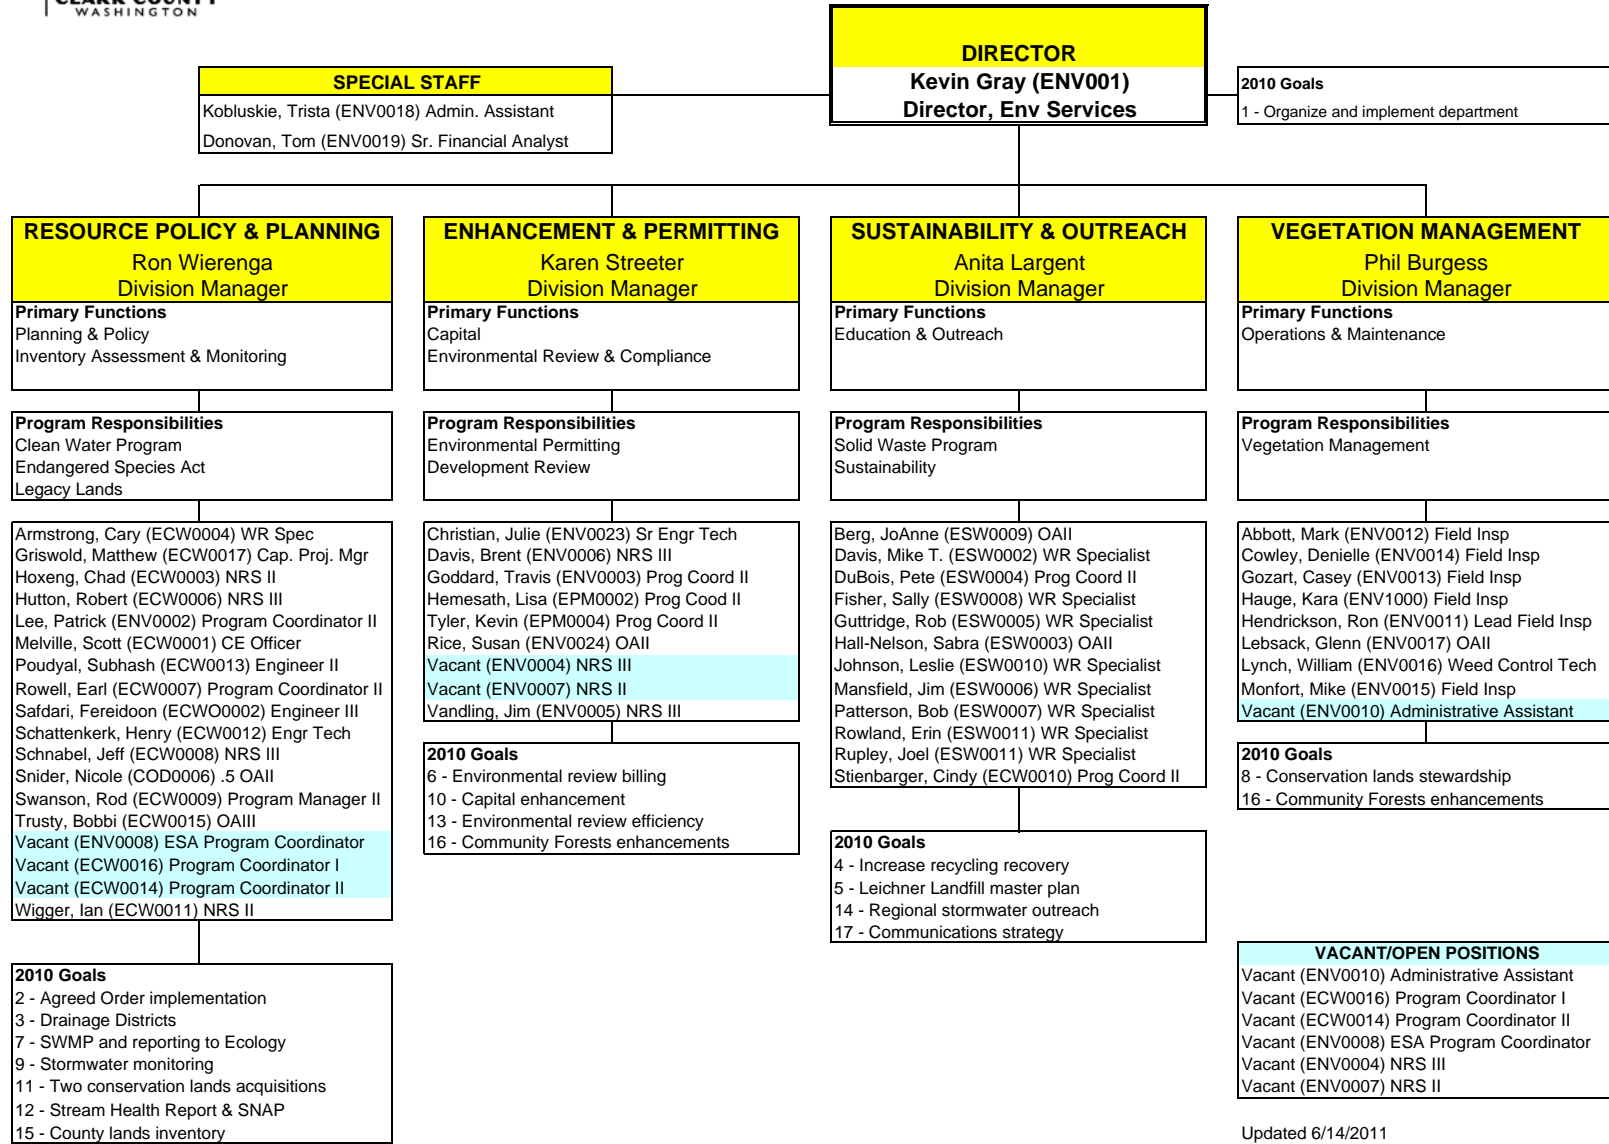 CLARK COUNTY
WASHINGTON
DIRECTOR
Kevin Gray (ENV001)
Director, Env Services
SPECIAL STAFF
Kobluskie, Trista (ENV0018) Admin. Assistant
Donovan, Tom (ENV0019) Sr. Financial Analyst
2010 Goals
1 - Organize and implement department
RESOURCE POLICY & PLANNING
Ron Wierenga
Division Manager
Primary Functions
Planning & Policy
Inventory Assessment & Monitoring
Program Responsibilities
Clean Water Program
Endangered Species Act
Legacy Lands
Armstrong, Cary (ECW0004) WR Spec
Griswold, Matthew (ECW0017) Cap. Proj. Mgr
Hoxeng, Chad (ECW0003) NRS II
Hutton, Robert (ECW0006) NRS III
Lee, Patrick (ENV0002) Program Coordinator II
Melville, Scott (ECW0001) CE Officer
Poudyal, Subhash (ECW0013) Engineer II
Rowell, Earl (ECW0007) Program Coordinator II
Safdari, Fereidoon (ECWO0002) Engineer III
Schattenkerk, Henry (ECW0012) Engr Tech
Schnabel, Jeff (ECW0008) NRS III
Snider, Nicole (COD0006) .5 OAII
Swanson, Rod (ECW0009) Program Manager II
Trusty, Bobbi (ECW0015) OAIII
Vacant (ENV0008) ESA Program Coordinator
Vacant (ECW0016) Program Coordinator I
Vacant (ECW0014) Program Coordinator II
Wigger, Ian (ECW0011) NRS II
2010 Goals
2 - Agreed Order implementation
3 - Drainage Districts
7 - SWMP and reporting to Ecology
9 - Stormwater monitoring
11 - Two conservation lands acquisitions
12 - Stream Health Report & SNAP
15 - County lands inventory
ENHANCEMENT & PERMITTING
Karen Streeter
Division Manager
Primary Functions
Capital
Environmental Review & Compliance
Program Responsibilities
Environmental Permitting
Development Review
Christian, Julie (ENV0023) Sr Engr Tech
Davis, Brent (ENV0006) NRS III
Goddard, Travis (ENV0003) Prog Coord II
Hemesath, Lisa (EPM0002) Prog Cood II
Tyler, Kevin (EPM0004) Prog Coord II
Rice, Susan (ENV0024) OAII
Vacant (ENV0004) NRS III
Vacant (ENV0007) NRS II
Vandling, Jim (ENV0005) NRS III
2010 Goals
6 - Environmental review billing
10 - Capital enhancement
13 - Environmental review efficiency
16 - Community Forests enhancements
SUSTAINABILITY & OUTREACH
Anita Largent
Division Manager
Primary Functions
Education & Outreach
Program Responsibilities
Solid Waste Program
Sustainability
Berg, JoAnne (ESW0009) OAII
Davis, Mike T. (ESW0002) WR Specialist
DuBois, Pete (ESW0004) Prog Coord II
Fisher, Sally (ESW0008) WR Specialist
Guttridge, Rob (ESW0005) WR Specialist
Hall-Nelson, Sabra (ESW0003) OAII
Johnson, Leslie (ESW0010) WR Specialist
Mansfield, Jim (ESW0006) WR Specialist
Patterson, Bob (ESW0007) WR Specialist
Rowland, Erin (ESW0011) WR Specialist
Rupley, Joel (ESW0011) WR Specialist
Stienbarger, Cindy (ECW0010) Prog Coord II
2010 Goals
4 - Increase recycling recovery
5 - Leichner Landfill master plan
14 - Regional stormwater outreach
17 - Communications strategy
VEGETATION MANAGEMENT
Phil Burgess
Division Manager
Primary Functions
Operations & Maintenance
Program Responsibilities
Vegetation Management
Abbott, Mark (ENV0012) Field Insp
Cowley, Denielle (ENV0014) Field Insp
Gozart, Casey (ENV0013) Field Insp
Hauge, Kara (ENV1000) Field Insp
Hendrickson, Ron (ENV0011) Lead Field Insp
Lebsack, Glenn (ENV0017) OAII
Lynch, William (ENV0016) Weed Control Tech
Monfort, Mike (ENV0015) Field Insp
Vacant (ENV0010) Administrative Assistant
2010 Goals
8 - Conservation lands stewardship
16 - Community Forests enhancements
VACANT/OPEN POSITIONS
Vacant (ENV0010) Administrative Assistant
Vacant (ECW0016) Program Coordinator I
Vacant (ECW0014) Program Coordinator II
Vacant (ENV0008) ESA Program Coordinator
Vacant (ENV0004) NRS III
Vacant (ENV0007) NRS II
Updated 6/14/2011